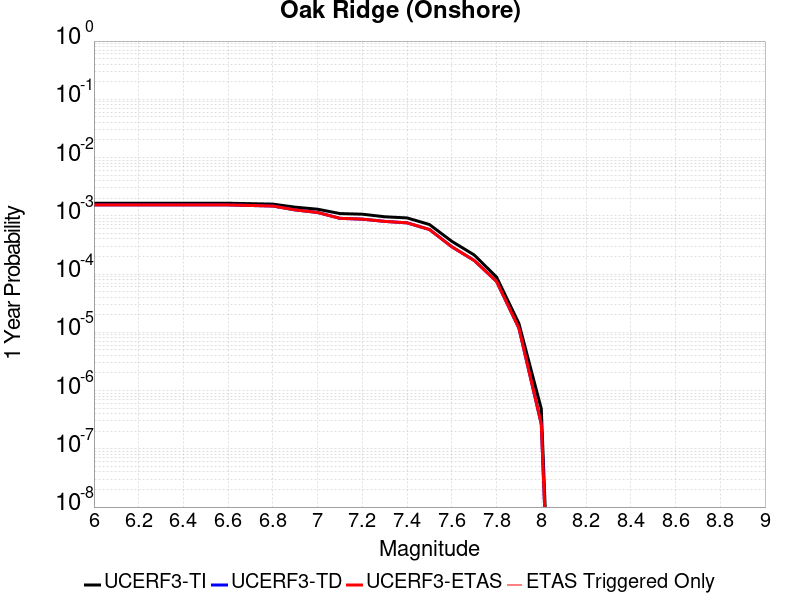 Oak Ridge (Onshore)
10^0
10^-1
10^-2
10^-3
10^-4
10^-5
10^-6
10^-7
10^-8
1 Year Probability
6 6.2 6.4 6.6 6.8 7 7.2 7.4 7.6 7.8 8 8.2 8.4 8.6 8.8 9
Magnitude
UCERF3-TI UCERF3-TD UCERF3-ETAS ETAS Triggered Only